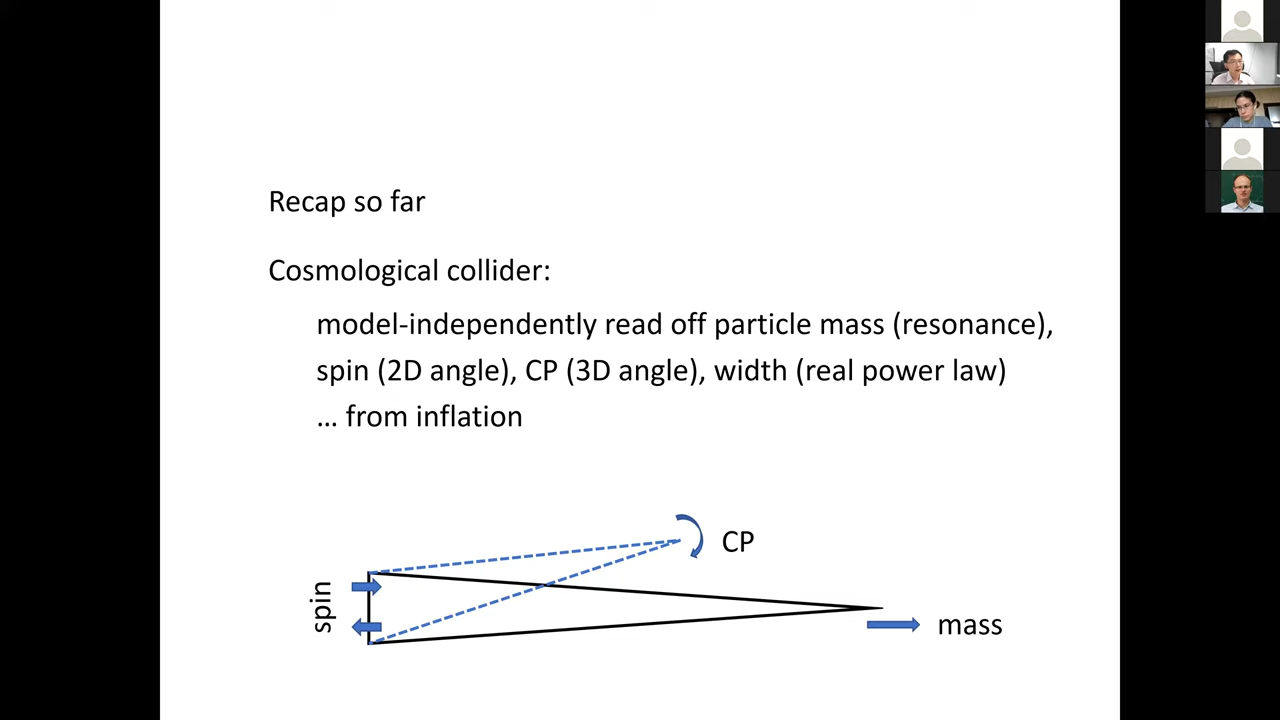 Recap so far
Cosmological collider:
model-independently read off particle mass (resonance),
spin (2D angle), CP (3D angle), width (real power law)
... from inflation
CP
spin
mass